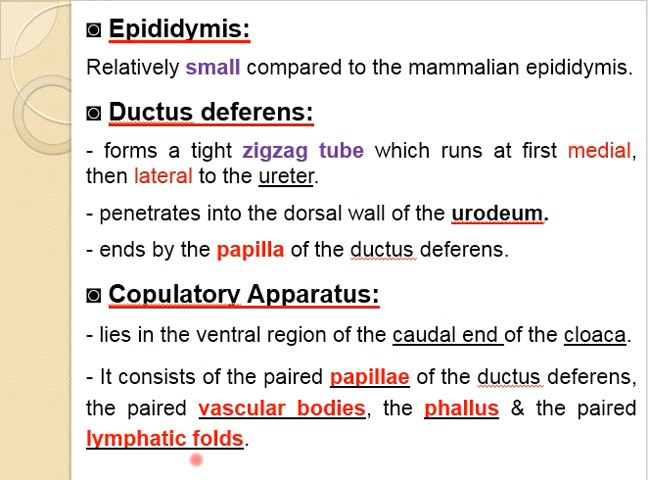 ◙ Epididymis:
Relatively small compared to the mammalian epididymis.
◙ Ductus deferens:
- forms a tight zigzag tube which runs at first medial,
then lateral to the ureter.
- penetrates into the dorsal wall of the urodeum.
- ends by the papilla of the ductus deferens.
◙ Copulatory Apparatus:
- lies in the ventral region of the caudal end of the cloaca.
- It consists of the paired papillae of the ductus deferens,
the paired vascular bodies, the phallus & the paired
lymphatic folds.